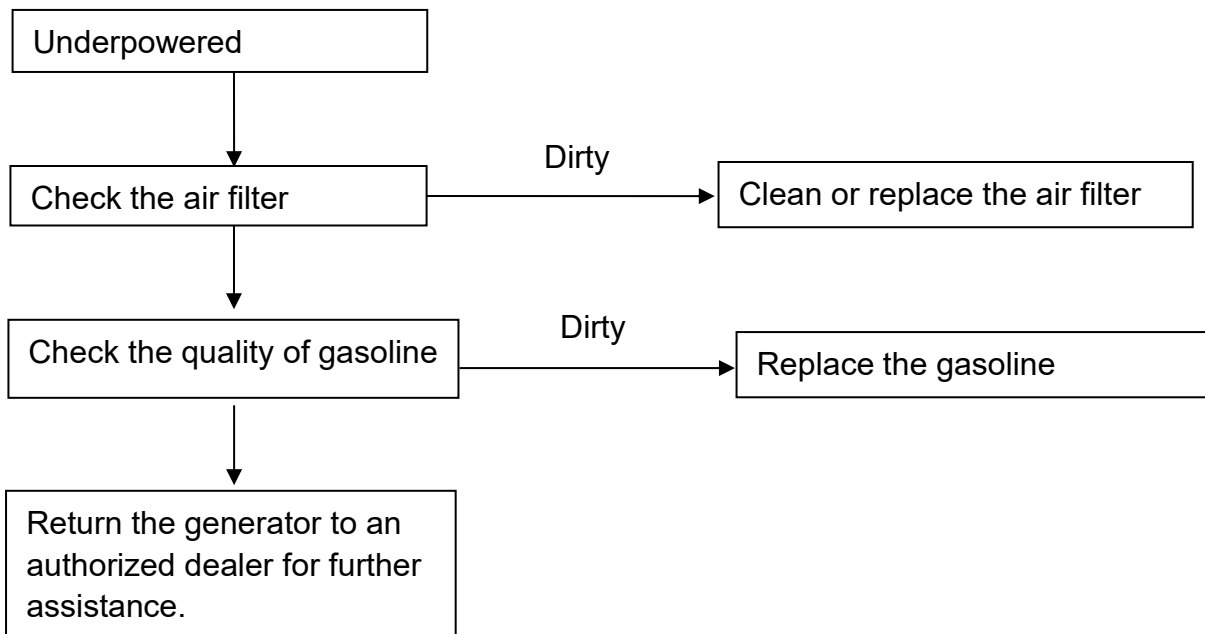 Underpowered
Dirty
Check the air filter
Clean or replace the air filter
Dirty
Check the quality of gasoline
Replace the gasoline
Return the generator to an
authorized dealer for further
assistance.